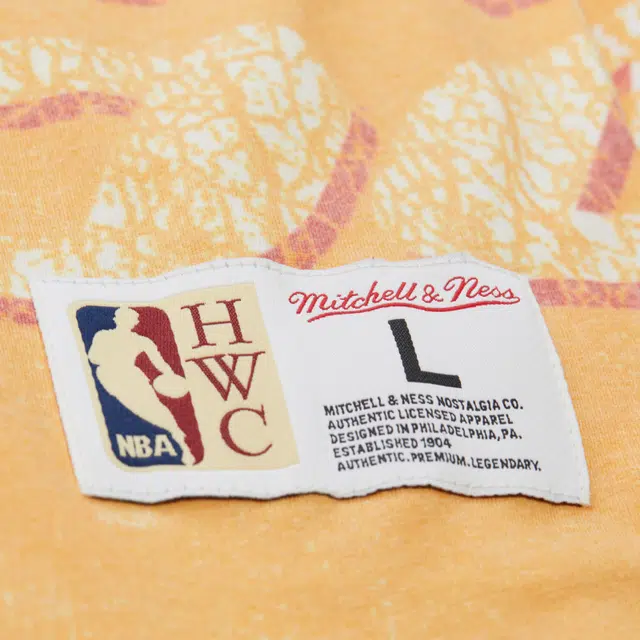 NBA
H
W
C
Mitchell & Ness
L
MITCHELL & NESS NOSTALGIA CO.
AUTHENTIC LICENSED APPAREL
DESIGNED IN PHILADELPHIA, PA.
ESTABLISHED 1904
AUTHENTIC.PREMIUM.LEGENDARY.